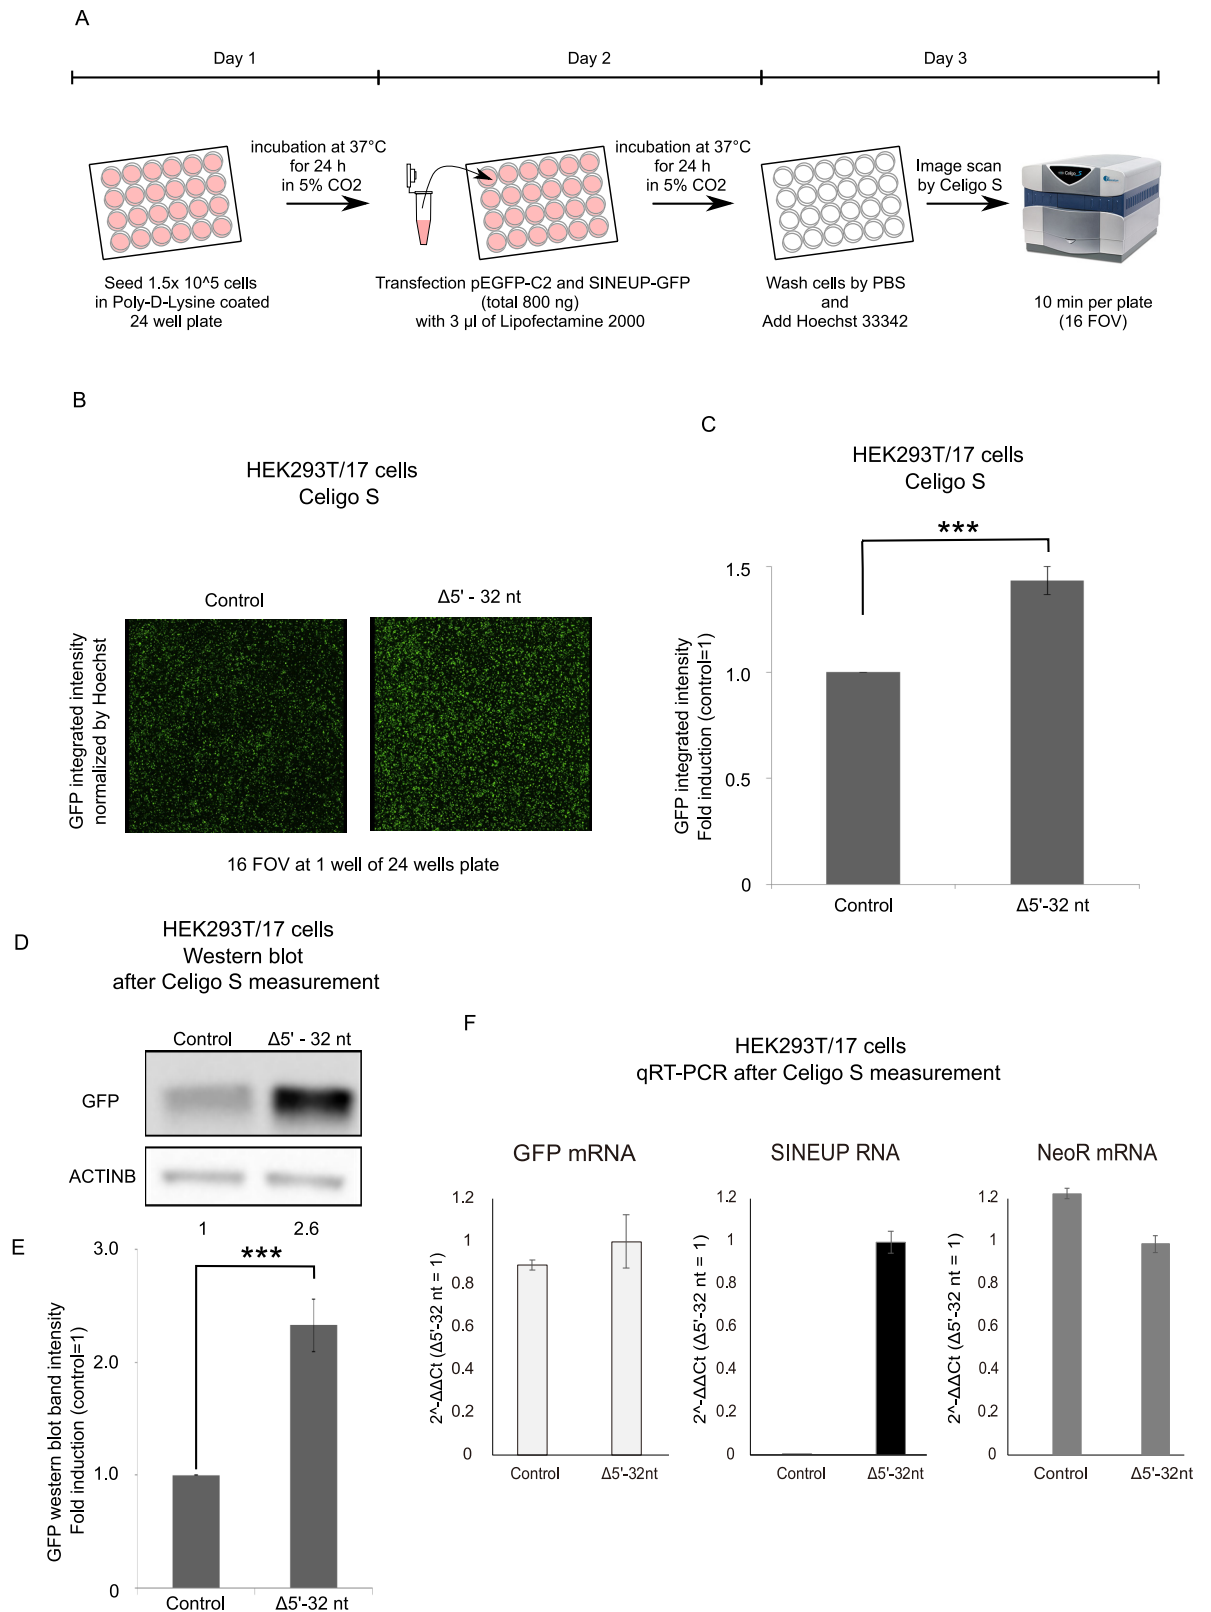 A
Day 1
Day 2
Day 3
incubation at 37°C
for 24 h
in 5% CO2
incubation at 37°C
for 24 h
in 5% CO2
Image scan
by Celigo S
Celigo S
Seed 1.5x 10^5 cells
in Poly-D-Lysine coated
24 well plate
Transfection pEGFP-C2 and SINEUP-GFP
(total 800 ng)
with 3 µl of Lipofectamine 2000
Wash cells by PBS
and
Add Hoechst 33342
10 min per plate
(16 FOV)
B
HEK293T/17 cells
Celigo S
Control
Δ5' - 32 nt
GFP integrated intensity
normalized by Hoechst
16 FOV at 1 well of 24 wells plate
C
HEK293T/17 cells
Celigo S
***
GFP integrated intensity
Fold induction (control=1)
1.5
1.0
0.5
0
Control
Δ5'-32 nt
D
HEK293T/17 cells
Western blot
after Celigo S measurement
Control
Δ5' - 32 nt
GFP
ACTINB
1
2.6
E
***
GFP western blot band intensity
Fold induction (control=1)
3.0
2.0
1.0
0
Control
Δ5'-32 nt
F
HEK293T/17 cells
qRT-PCR after Celigo S measurement
GFP mRNA
2^-ΔΔCt (Δ5'-32 nt = 1)
1.2
1
0.8
0.6
0.4
0.2
0
Control
Δ5'-32nt
SINEUP RNA
2^-ΔΔCt (Δ5'-32 nt = 1)
1.2
1
0.8
0.6
0.4
0.2
0
Control
Δ5'-32nt
NeoR mRNA
2^-ΔΔCt (Δ5'-32 nt = 1)
1.2
1
0.8
0.6
0.4
0.2
0
Control
Δ5'-32nt